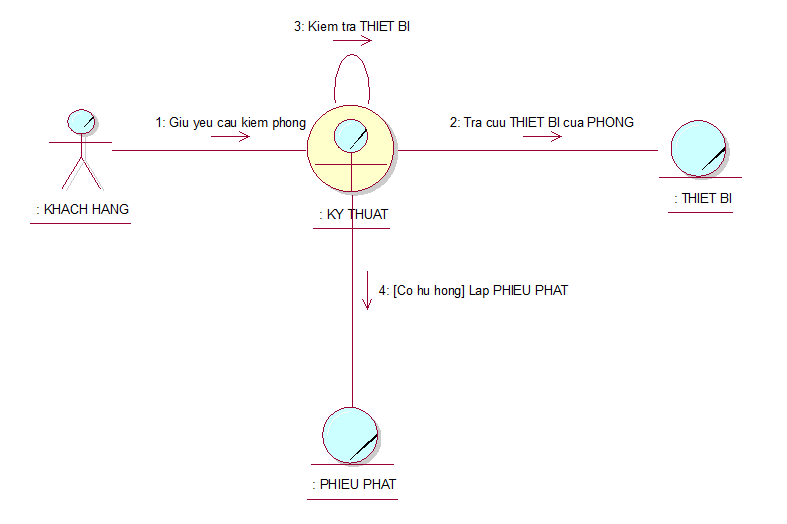 3: Kiem tra THIET BI
1: Giu yeu cau kiem phong
2: Tra cuu THIET BI cua PHONG
: KHACH HANG
: KY THUAT
: THIET BI
4: [Co hu hong] Lap PHIEU PHAT
: PHIEU PHAT